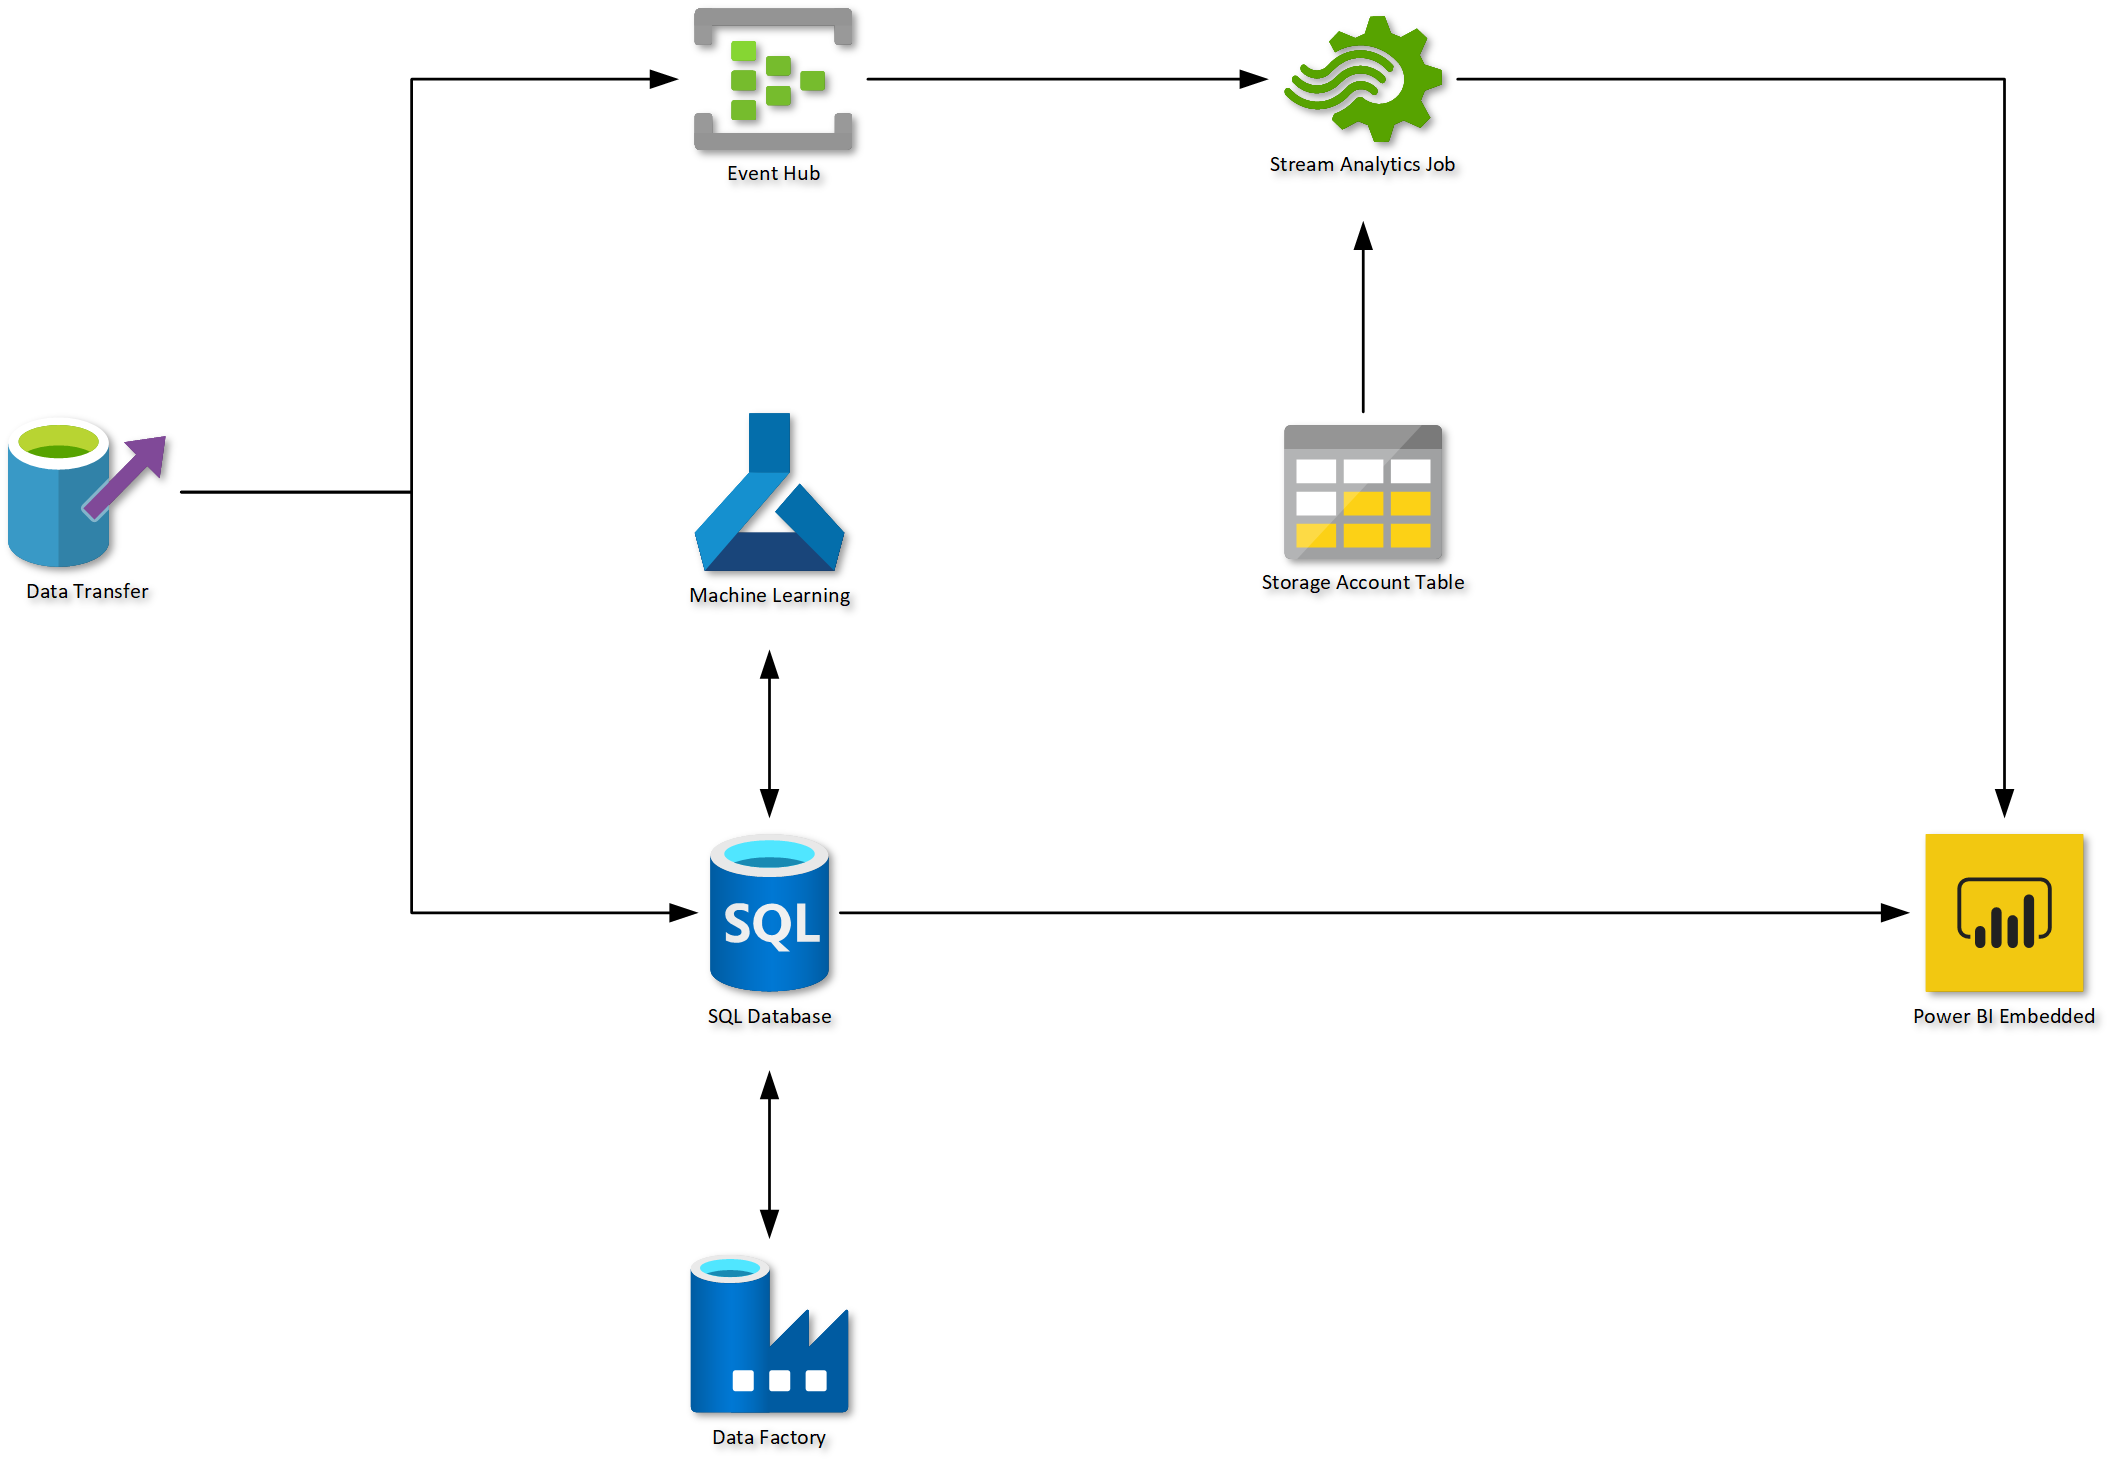 Event Hub
Stream Analytics Job
Data Transfer
Machine Learning
Storage Account Table
SQL
SQL Database
Power BI Embedded
Data Factory